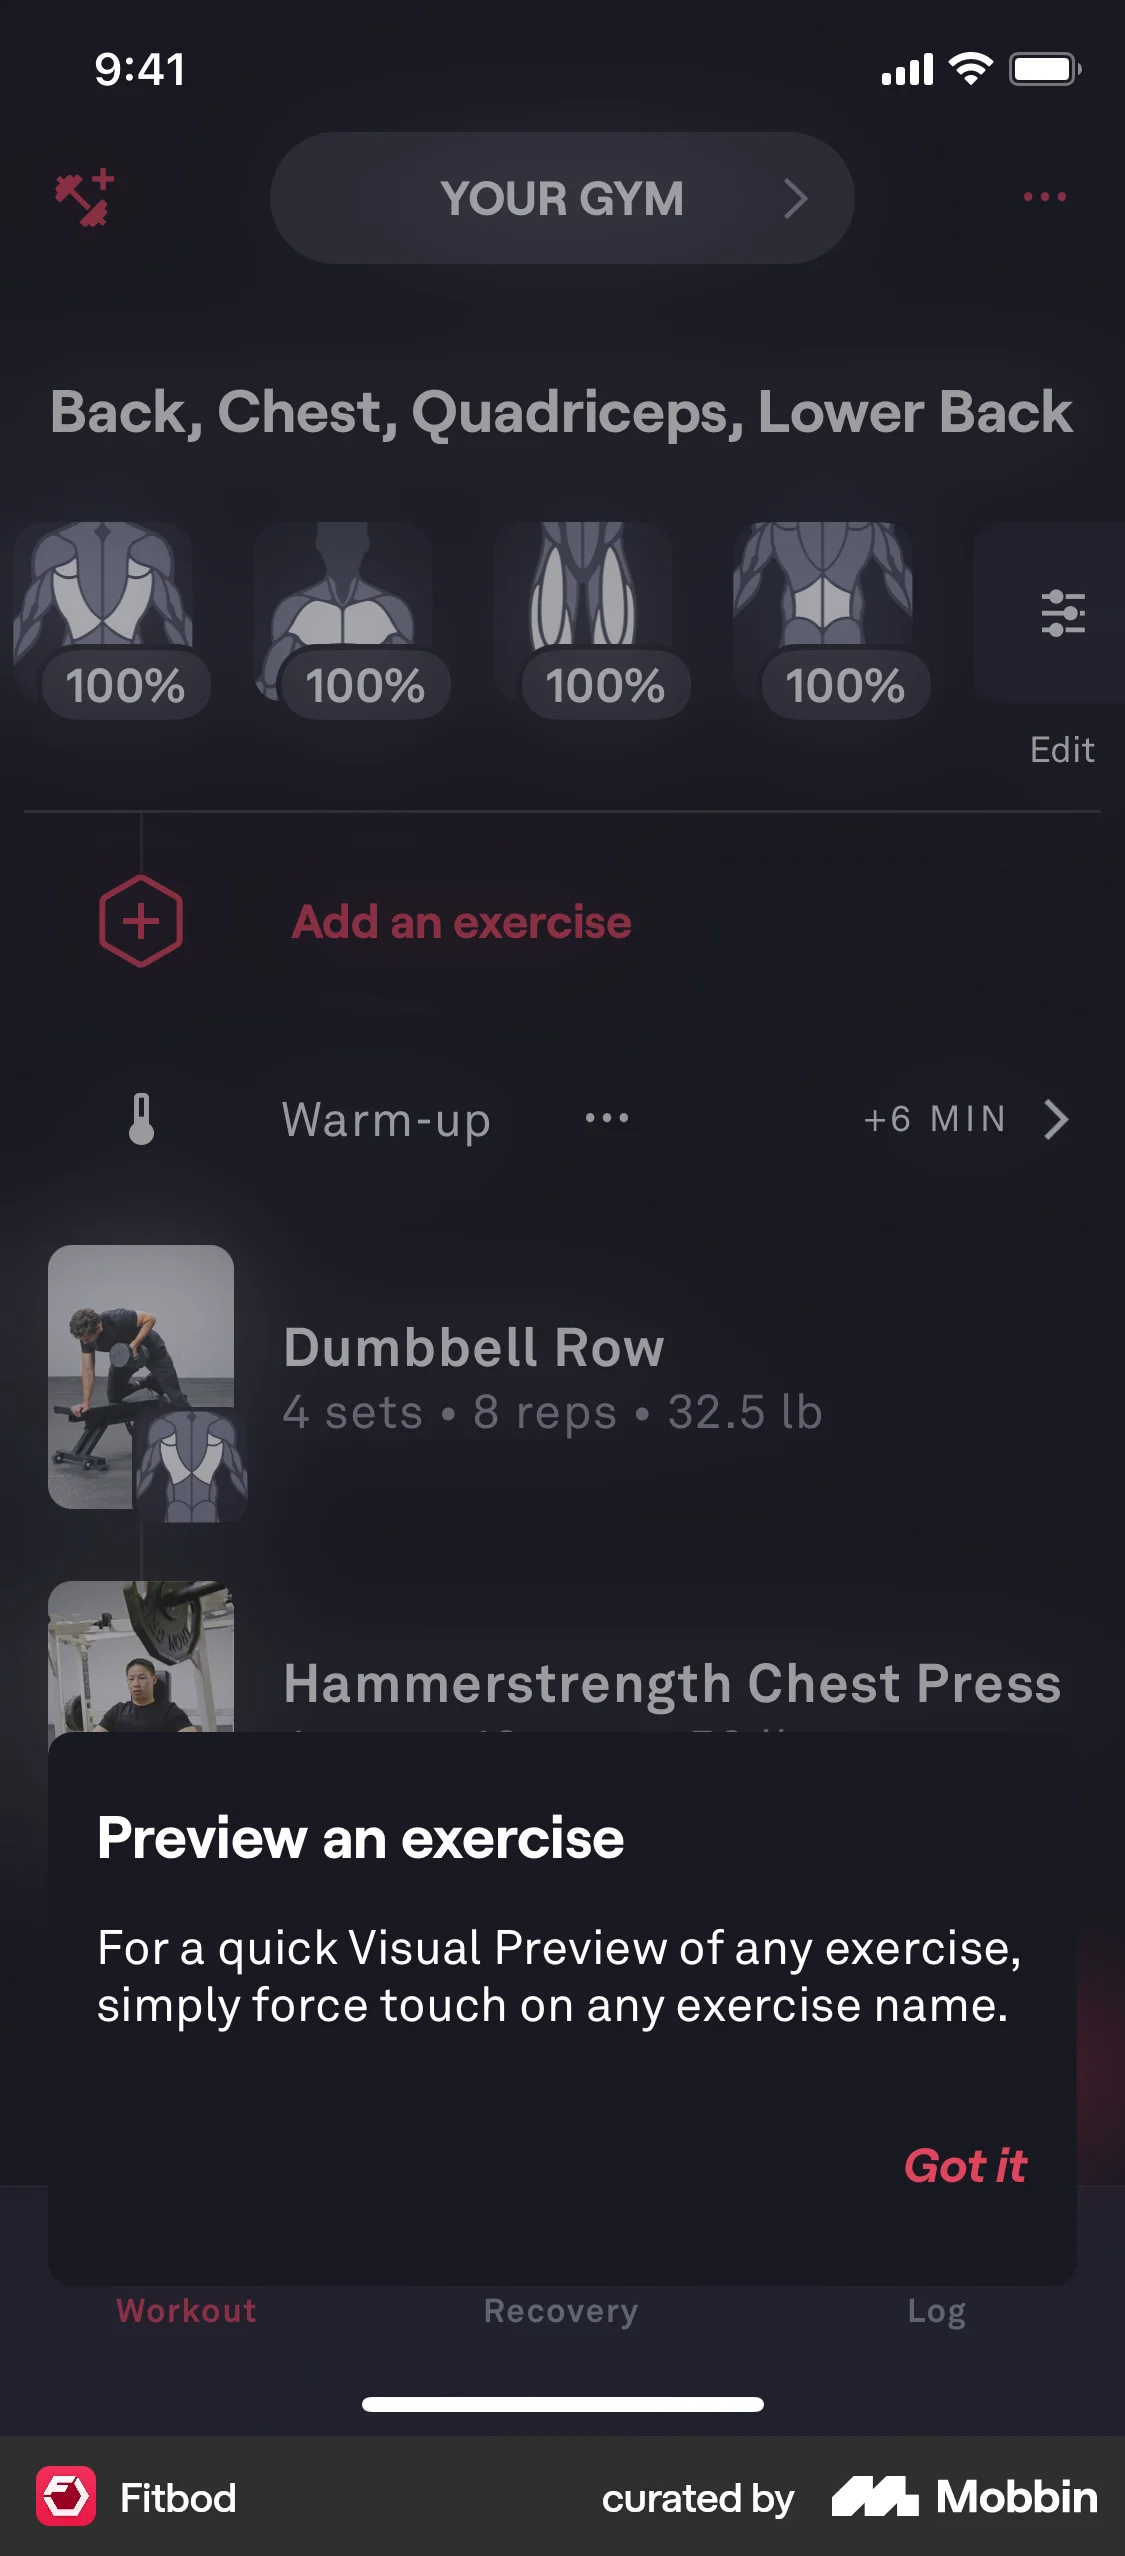 9:41
YOUR GYM
Back, Chest, Quadriceps, Lower Back
100% 100% 100% 100%
Edit
Add an exercise
Warm-up ••• +6 MIN
Dumbbell Row
4 sets • 8 reps • 32.5 lb
Hammerstrength Chest Press
Preview an exercise
For a quick Visual Preview of any exercise,
simply force touch on any exercise name.
Got it
Workout Recovery Log
Fitbod curated by Mobbin